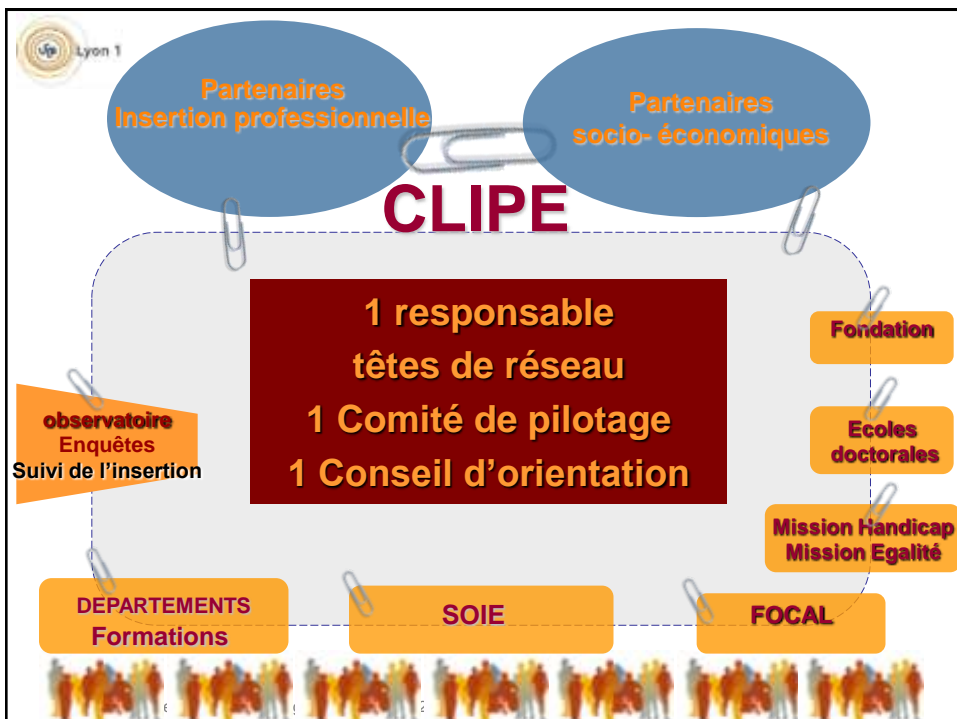 Lyon 1
Partenaires
Insertion professionnelle
Partenaires
socio- économiques
CLIPE
1 responsable
têtes de réseau
1 Comité de pilotage
1 Conseil d'orientation
Fondation
Ecoles
doctorales
Mission Handicap
Mission Egalité
observatoire
Enquêtes
Suivi de l'insertion
DEPARTEMENTS
Formations
SOIE
FOCAL